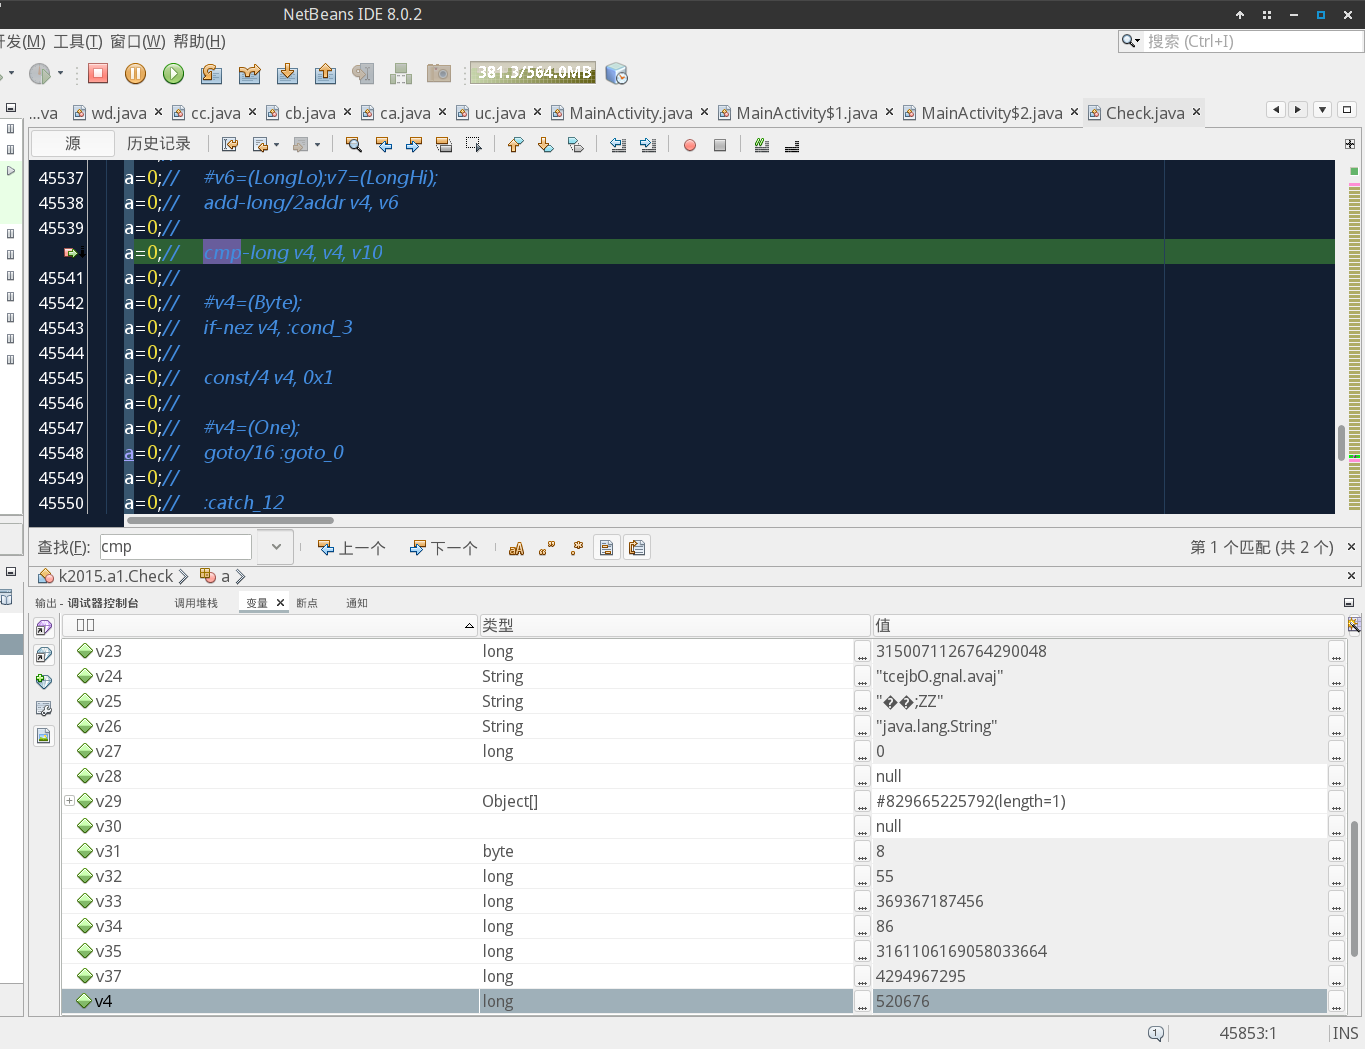 NetBeans IDE 8.0.2
开发(M) 工具(T) 窗口(W) 帮助(H)
搜索 (Ctrl+I)
381.3/564.0MB
...va wd.java cc.java cb.java ca.java uc.java MainActivity.java MainActivity$1.java MainActivity$2.java Check.java
源 历史记录
45537 a=0;// #v6=(LongLo);v7=(LongHi);
45538 a=0;// add-long/2addr v4, v6
45539 a=0;//
a=0;// cmp-long v4, v4, v10
45541 a=0;//
45542 a=0;// #v4=(Byte);
45543 a=0;// if-nez v4, :cond_3
45544 a=0;//
45545 a=0;// const/4 v4, 0x1
45546 a=0;//
45547 a=0;// #v4=(One);
45548 a=0;// goto/16 :goto_0
45549 a=0;//
45550 a=0;// :catch_12
查找(F): cmp 上一个 下一个 aA 第 1 个匹配 (共 2 个)
k2015.a1.Check a
输出 - 调试器控制台 调用堆栈 变量 断点 通知
类型 值
v23 long 3150071126764290048
v24 String "tcejbO.gnal.avaj"
v25 String "��;ZZ"
v26 String "java.lang.String"
v27 long 0
v28 null
v29 Object[] #829665225792(length=1)
v30 null
v31 byte 8
v32 long 55
v33 long 369367187456
v34 long 86
v35 long 3161106169058033664
v37 long 4294967295
v4 long 520676
1 45853:1 INS